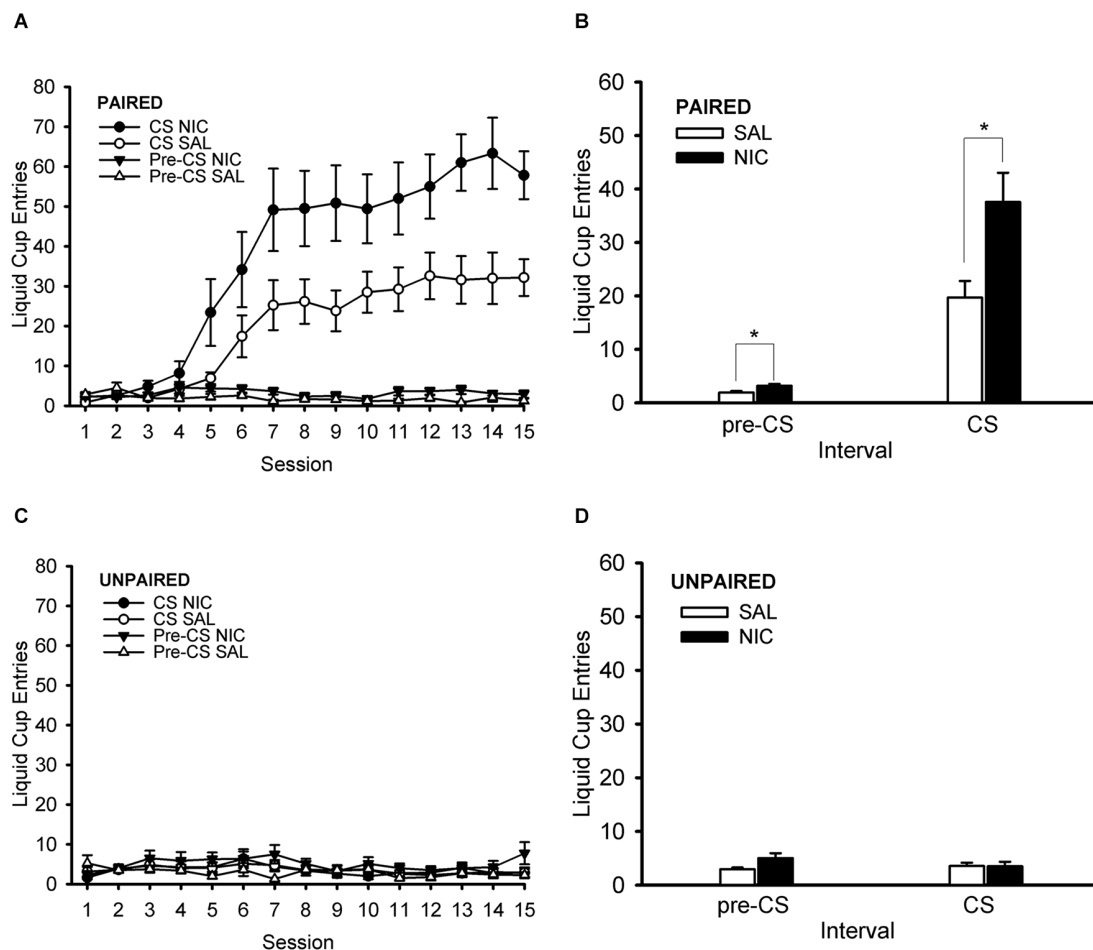 A
PAIRED
CS NIC
CS SAL
Pre-CS NIC
Pre-CS SAL
Liquid Cup Entries
80
70
60
50
40
30
20
10
0
1 2 3 4 5 6 7 8 9 10 11 12 13 14 15
Session
B
PAIRED
SAL
NIC
Liquid Cup Entries
60
50
40
30
20
10
0
*
*
pre-CS CS
Interval
C
UNPAIRED
CS NIC
CS SAL
Pre-CS NIC
Pre-CS SAL
Liquid Cup Entries
80
70
60
50
40
30
20
10
0
1 2 3 4 5 6 7 8 9 10 11 12 13 14 15
Session
D
UNPAIRED
SAL
NIC
Liquid Cup Entries
60
50
40
30
20
10
0
pre-CS CS
Interval